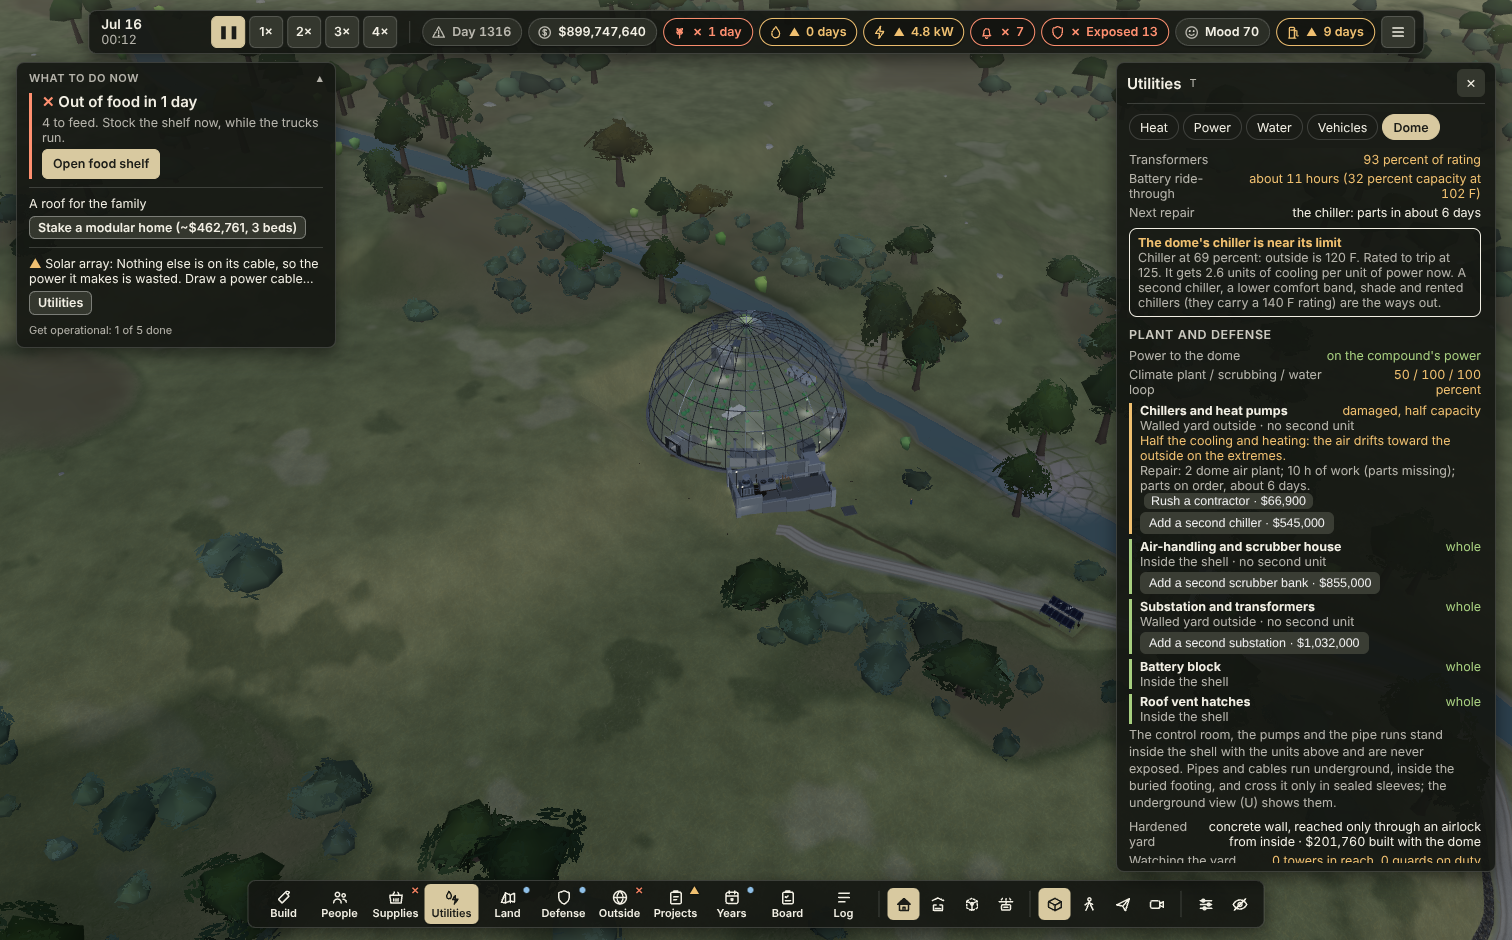 Jul 16
00:12
1×
2×
3×
4×
Day 1316
$899,747,640
× 1 day
▲ 0 days
▲ 4.8 kW
× 7
× Exposed 13
Mood 70
▲ 9 days
WHAT TO DO NOW ▲
× Out of food in 1 day
4 to feed. Stock the shelf now, while the trucks
run.
Open food shelf
A roof for the family
Stake a modular home (~$462,761, 3 beds)
▲ Solar array: Nothing else is on its cable, so the
power it makes is wasted. Draw a power cable...
Utilities
Get operational: 1 of 5 done
Utilities T ×
Heat
Power
Water
Vehicles
Dome
Transformers 93 percent of rating
Battery ride- about 11 hours (32 percent capacity at
through 102 F)
Next repair the chiller: parts in about 6 days
The dome's chiller is near its limit
Chiller at 69 percent: outside is 120 F. Rated to trip at
125. It gets 2.6 units of cooling per unit of power now. A
second chiller, a lower comfort band, shade and rented
chillers (they carry a 140 F rating) are the ways out.
PLANT AND DEFENSE
Power to the dome on the compound's power
Climate plant / scrubbing / water 50 / 100 / 100
loop percent
Chillers and heat pumps damaged, half capacity
Walled yard outside · no second unit
Half the cooling and heating: the air drifts toward the
outside on the extremes.
Repair: 2 dome air plant; 10 h of work (parts missing);
parts on order, about 6 days.
Rush a contractor · $66,900
Add a second chiller · $545,000
Air-handling and scrubber house whole
Inside the shell · no second unit
Add a second scrubber bank · $855,000
Substation and transformers whole
Walled yard outside · no second unit
Add a second substation · $1,032,000
Battery block whole
Inside the shell
Roof vent hatches whole
Inside the shell
The control room, the pumps and the pipe runs stand
inside the shell with the units above and are never
exposed. Pipes and cables run underground, inside the
buried footing, and cross it only in sealed sleeves; the
underground view (U) shows them.
Hardened concrete wall, reached only through an airlock
yard from inside · $201,760 built with the dome
Watching the yard 0 towers in reach, 0 guards on duty
Build
People
Supplies ×
Utilities
Land
Defense
Outside ×
Projects ▲
Years
Board
Log